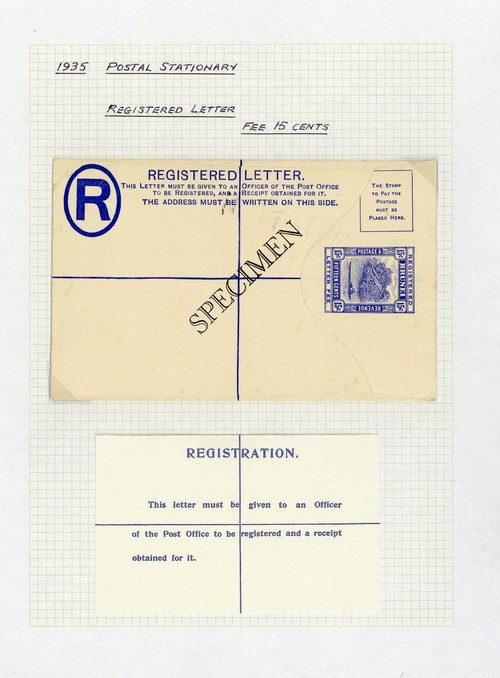 1935 POSTAL STATIONARY
REGISTERED LETTER
FEE 15 CENTS
R
REGISTERED LETTER.
THIS LETTER MUST BE GIVEN TO AN OFFICER OF THE POST OFFICE
TO BE REGISTERED, AND A RECEIPT OBTAINED FOR IT.
THE ADDRESS MUST BE WRITTEN ON THIS SIDE.
THE STAMP
TO PAY THE
POSTAGE
MUST BE
PLACED HERE.
SPECIMEN
POSTAGE &
REVENUE
BRUNEI
FIFTEEN CENTS
REGISTERED
LETTER FEE
REGISTRATION.
This letter must be given to an Officer
of the Post Office to be registered and a receipt
obtained for it.